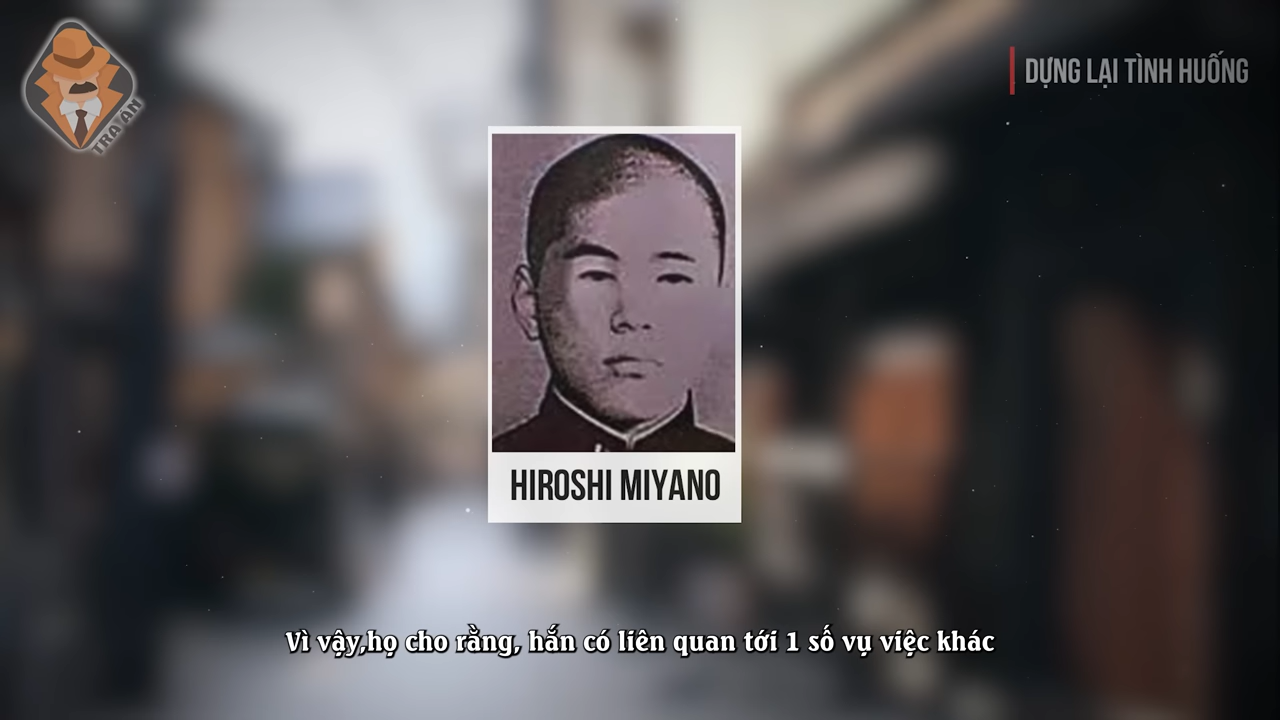 TRA ÁN
DỰNG LẠI TÌNH HUỐNG
HIROSHI MIYANO
Vì vậy,họ cho rằng, hắn có liên quan tới 1 số vụ việc khác